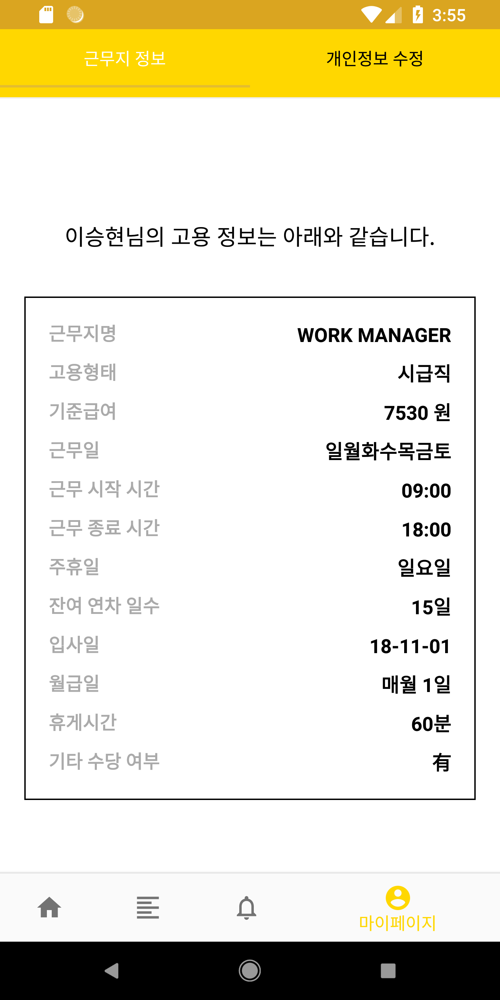 3:55
근무지 정보 개인정보 수정
이승현님의 고용 정보는 아래와 같습니다.
근무지명 WORK MANAGER
고용형태 시급직
기준급여 7530 원
근무일 일월화수목금토
근무 시작 시간 09:00
근무 종료 시간 18:00
주휴일 일요일
잔여 연차 일수 15일
입사일 18-11-01
월급일 매월 1일
휴게시간 60분
기타 수당 여부 有
마이페이지